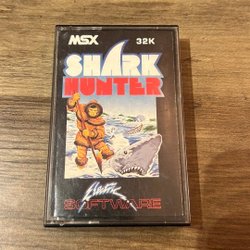 MSX 32K
SHARK
HUNTER
Electric
SOFTWARE